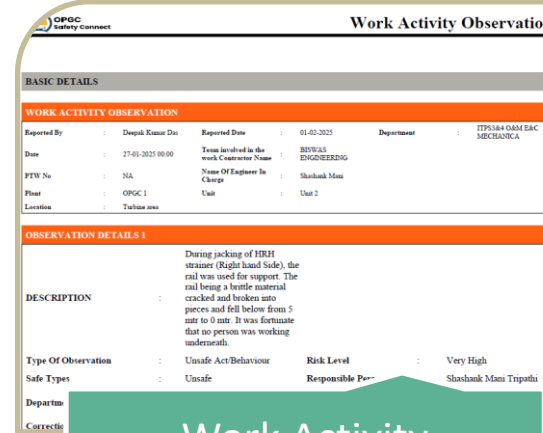 OPGC
Safety Connect
Work Activity Observatio
BASIC DETAILS
WORK ACTIVITY OBSERVATION
Reported By : Deepak Kumar Das Reported Date : 01-02-2025 Department : ITPS3&4 O&M E&C MECHANICA
Date : 27-01-2025 00:00 Team involved in the work Contractor Name : BISWAS ENGINEERING
PTW No : NA Name Of Engineer In Charge : Shashank Mani
Plant : OPGC 1 Unit : Unit 2
Location : Turbine area
OBSERVATION DETAILS 1
During jacking of HRH
strainer (Right hand Side), the
rail was used for support. The
rail being a brittle material
DESCRIPTION : cracked and broken into
pieces and fell below from 5
mtr to 0 mtr. It was fortunate
that no person was working
underneath.
Type Of Observation : Unsafe Act/Behaviour Risk Level : Very High
Safe Types : Unsafe Responsible Per Shashank Mani Tripathi
Departme
Correctio
Work Activity